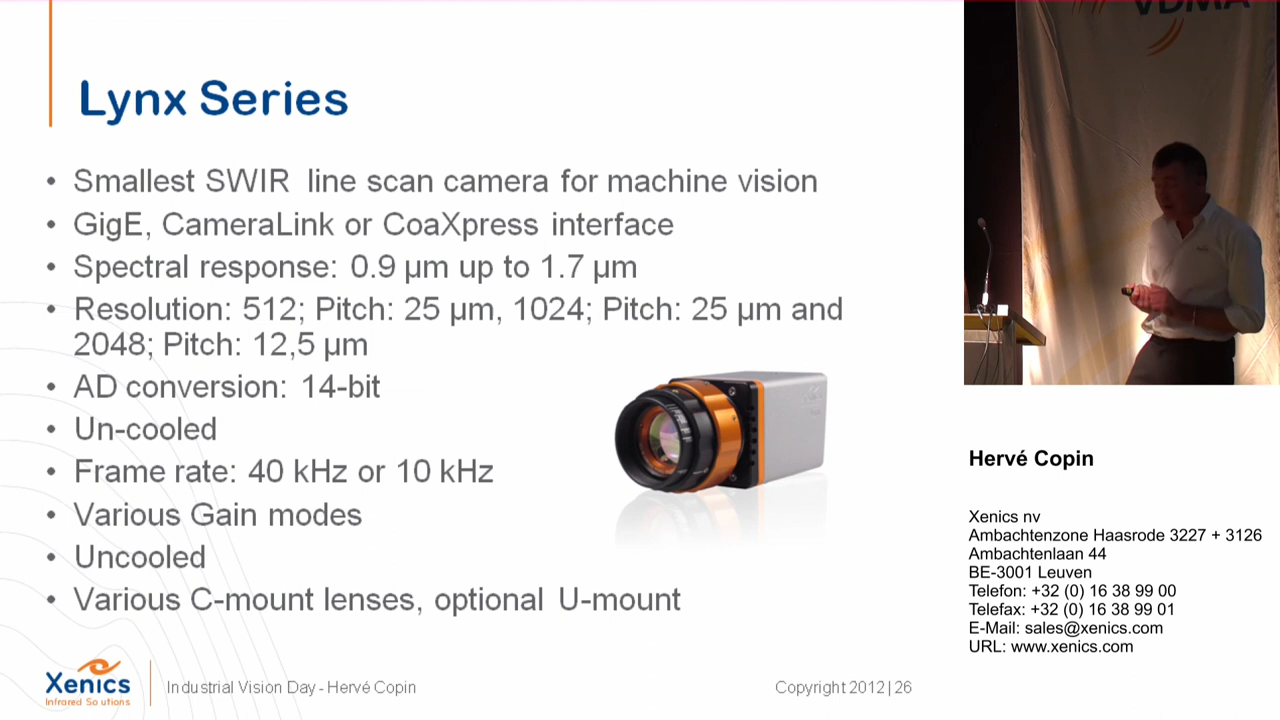 Lynx Series
• Smallest SWIR line scan camera for machine vision
• GigE, CameraLink or CoaXpress interface
• Spectral response: 0.9 µm up to 1.7 µm
• Resolution: 512; Pitch: 25 µm, 1024; Pitch: 25 µm and
2048; Pitch: 12,5 µm
• AD conversion: 14-bit
• Un-cooled
• Frame rate: 40 kHz or 10 kHz
• Various Gain modes
• Uncooled
• Various C-mount lenses, optional U-mount
Xenics
Infrared Solutions
Industrial Vision Day - Hervé Copin
Copyright 2012 | 26
VDMA
Hervé Copin
Xenics nv
Ambachtenzone Haasrode 3227 + 3126
Ambachtenlaan 44
BE-3001 Leuven
Telefon: +32 (0) 16 38 99 00
Telefax: +32 (0) 16 38 99 01
E-Mail: sales@xenics.com
URL: www.xenics.com